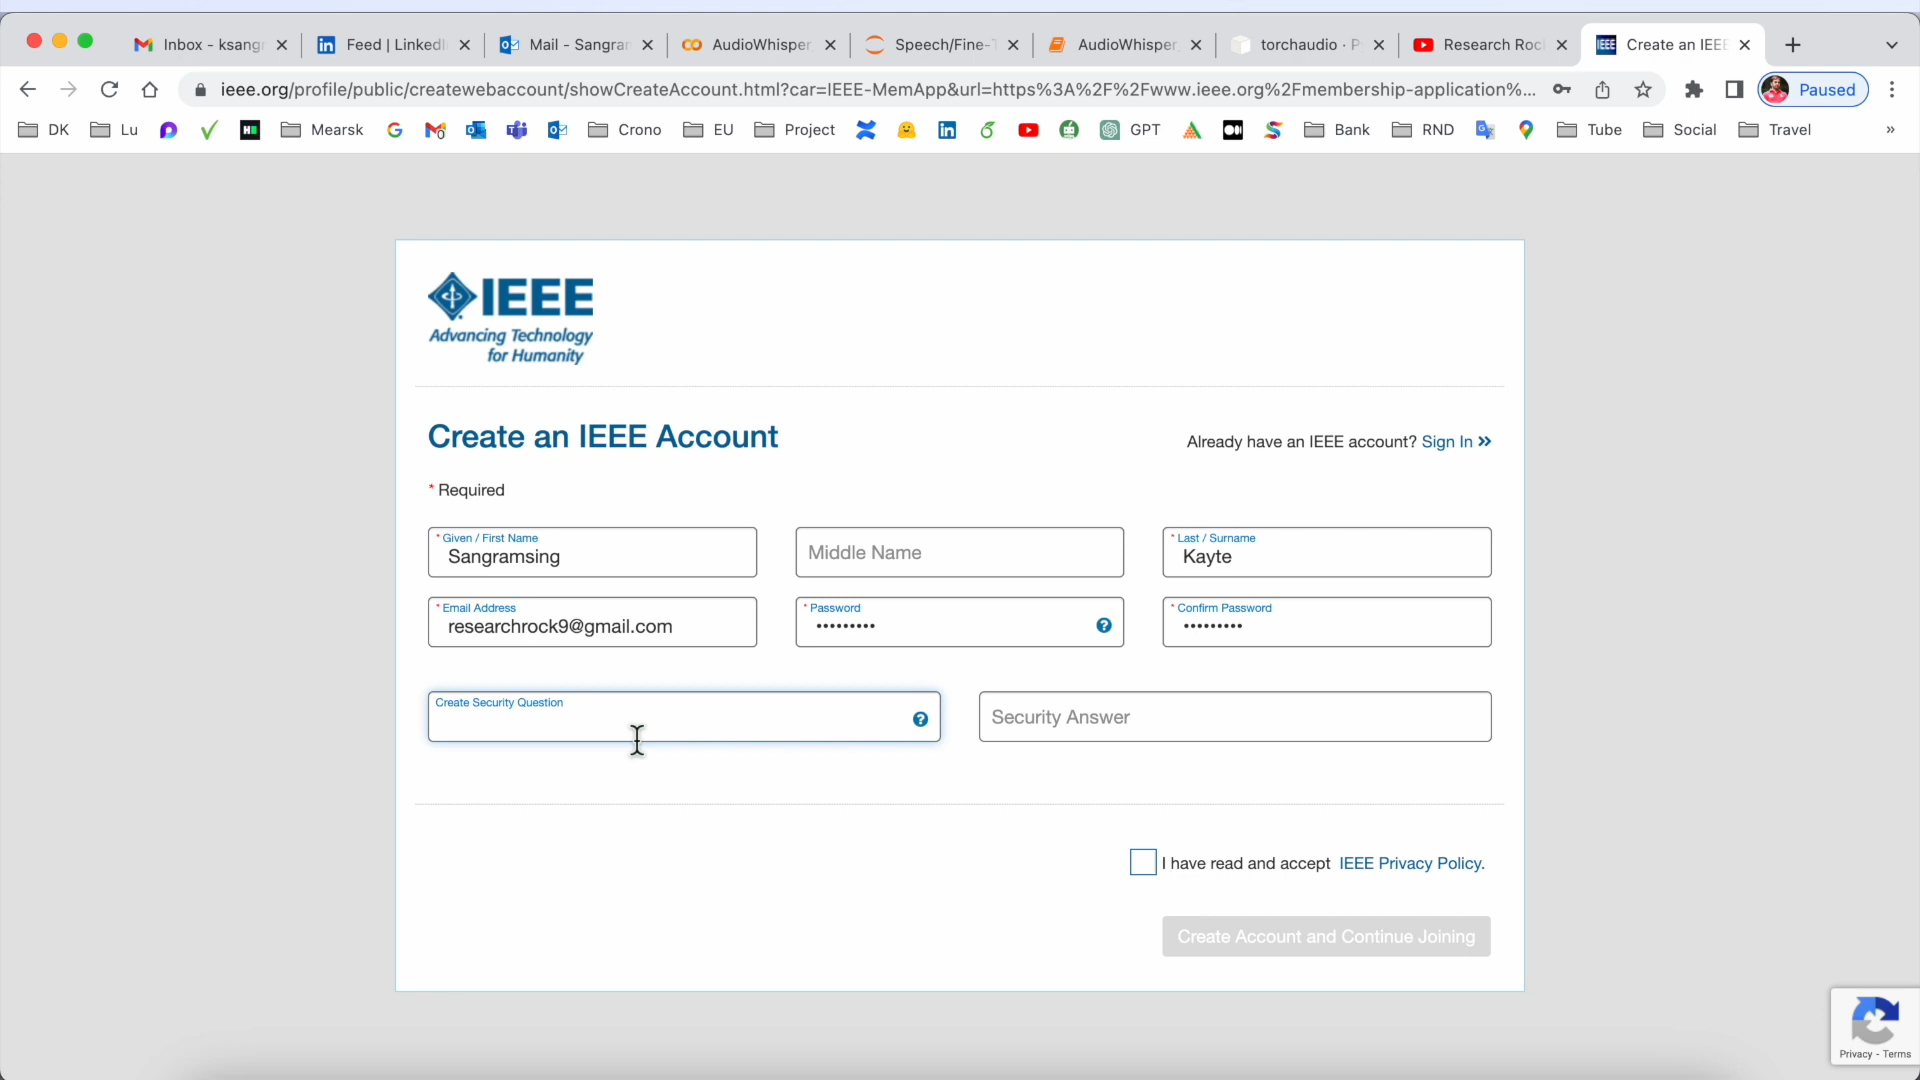 Inbox - ksangr
Feed | LinkedI
Mail - Sangram
AudioWhisper
Speech/Fine-T
AudioWhisper
torchaudio · P
Research Roc
IEEE Create an IEEE
ieee.org/profile/public/createwebaccount/showCreateAccount.html?car=IEEE-MemApp&url=https%3A%2F%2Fwww.ieee.org%2Fmembership-application%...
Paused
DK
Lu
Mearsk
Crono
EU
Project
GPT
Bank
RND
Tube
Social
Travel
»
IEEE
Advancing Technology
for Humanity
Create an IEEE Account
Already have an IEEE account? Sign In »
* Required
* Given / First Name
Sangramsing
Middle Name
* Last / Surname
Kayte
* Email Address
researchrock9@gmail.com
* Password
•••••••••
?
* Confirm Password
•••••••••
Create Security Question
?
Security Answer
I have read and accept IEEE Privacy Policy.
Create Account and Continue Joining
Privacy - Terms